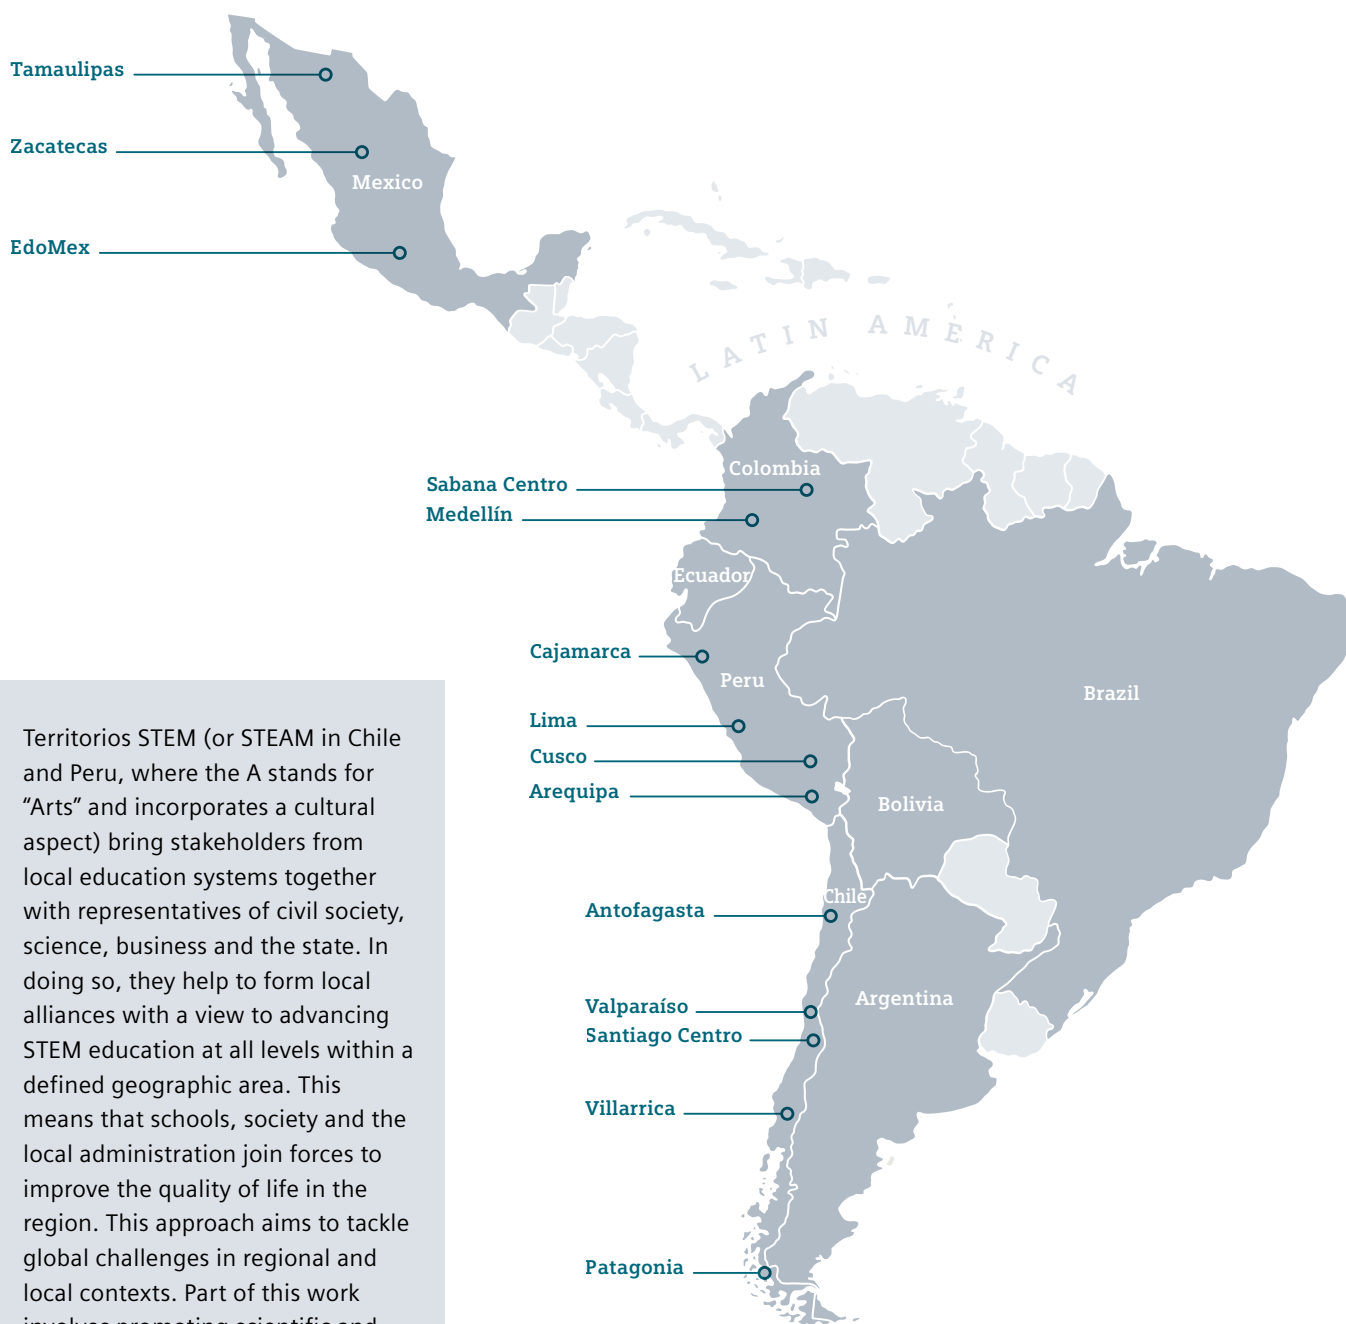 Tamaulipas
Zacatecas
Mexico
EdoMex
LATIN AMERICA
Colombia
Sabana Centro
Medellín
Ecuador
Cajamarca
Peru
Brazil
Lima
Cusco
Arequipa
Bolivia
Chile
Antofagasta
Argentina
Valparaíso
Santiago Centro
Villarrica
Patagonia
Territorios STEM (or STEAM in Chile
and Peru, where the A stands for
“Arts” and incorporates a cultural
aspect) bring stakeholders from
local education systems together
with representatives of civil society,
science, business and the state. In
doing so, they help to form local
alliances with a view to advancing
STEM education at all levels within a
defined geographic area. This
means that schools, society and the
local administration join forces to
improve the quality of life in the
region. This approach aims to tackle
global challenges in regional and
local contexts. Part of this work
involves promoting scientific and